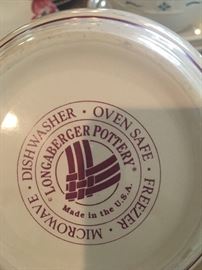 MICROWAVE · DISHWASHER · OVEN SAFE · FREEZER ·
LONGABERGER POTTERY®
Made in the U.S.A.